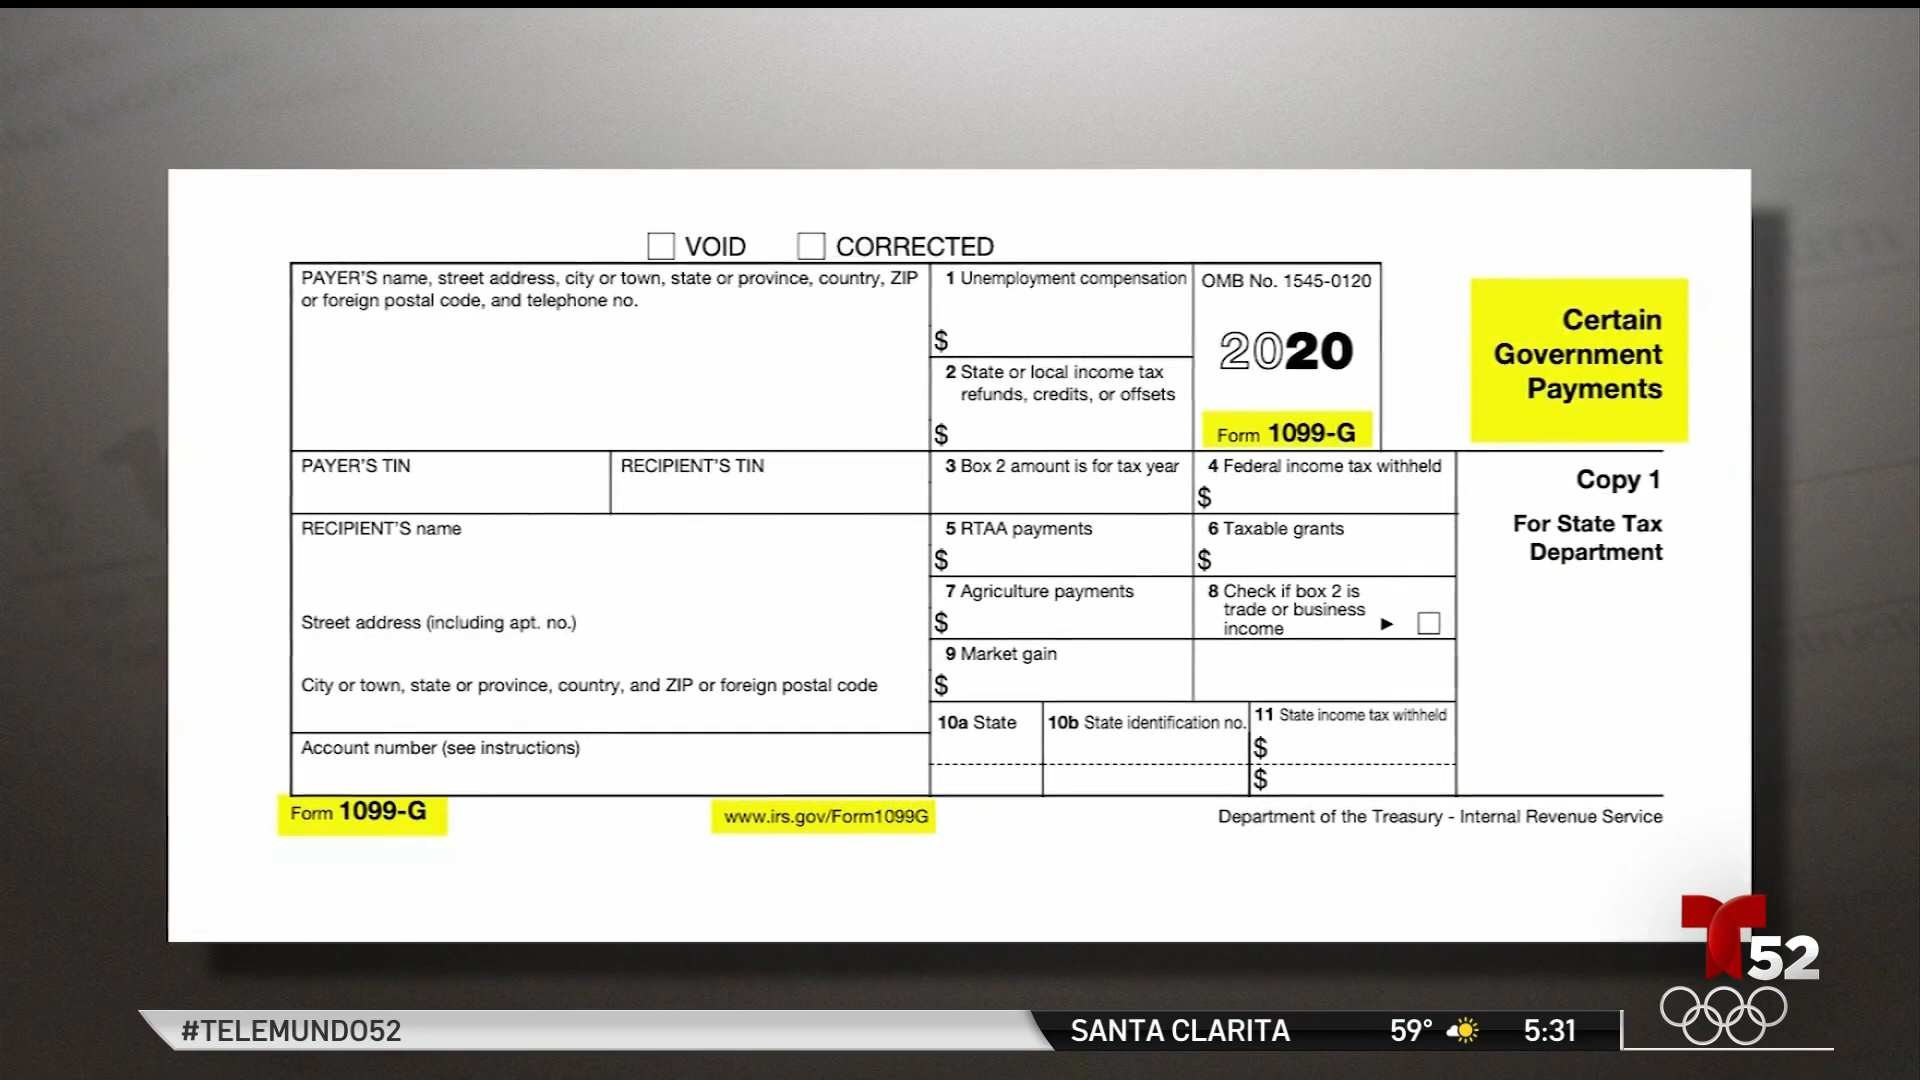 VOID CORRECTED
PAYER'S name, street address, city or town, state or province, country, ZIP
or foreign postal code, and telephone no.
1 Unemployment compensation
$
OMB No. 1545-0120
2020
Form 1099-G
Certain
Government
Payments
2 State or local income tax
refunds, credits, or offsets
$
PAYER'S TIN
RECIPIENT'S TIN
3 Box 2 amount is for tax year
4 Federal income tax withheld
$
Copy 1
For State Tax
Department
RECIPIENT'S name
5 RTAA payments
$
6 Taxable grants
$
Street address (including apt. no.)
7 Agriculture payments
$
8 Check if box 2 is
trade or business
income ►
9 Market gain
$
City or town, state or province, country, and ZIP or foreign postal code
10a State
10b State identification no.
11 State income tax withheld
$
$
Account number (see instructions)
Form 1099-G
www.irs.gov/Form1099G
Department of the Treasury - Internal Revenue Service
52
#TELEMUNDO52
SANTA CLARITA 59° 5:31